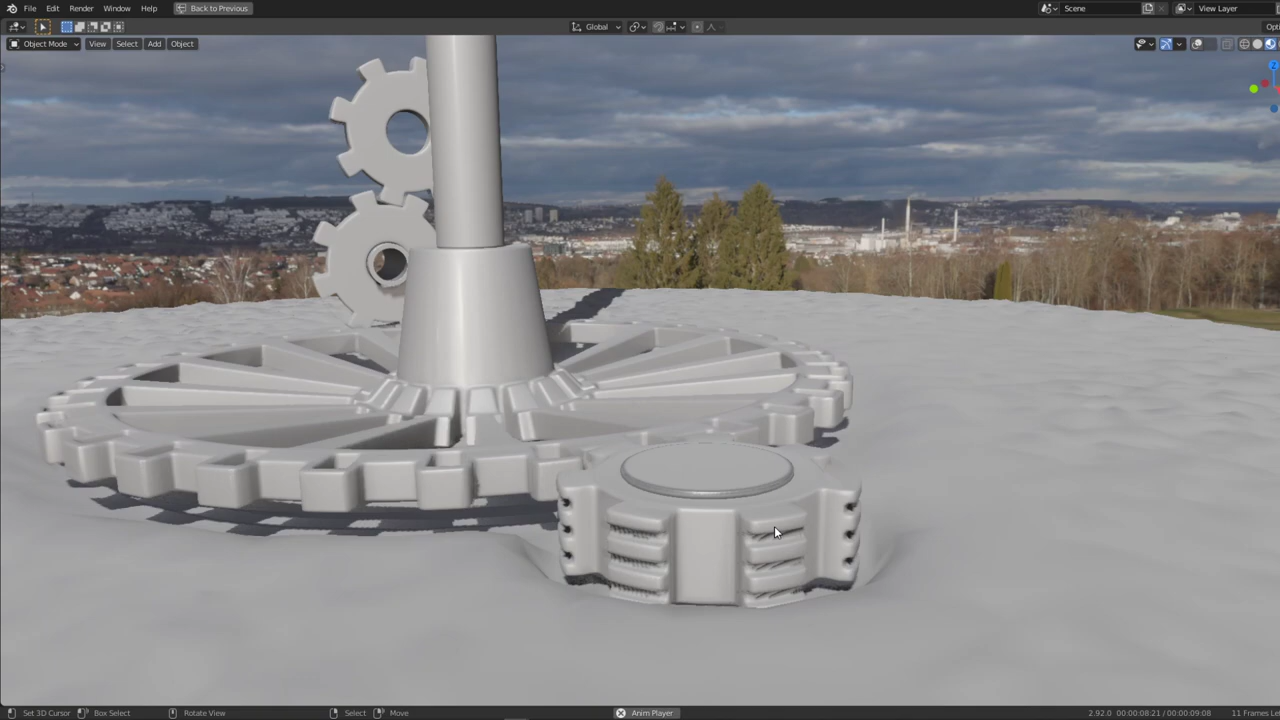 File Edit Render Window Help Back to Previous Scene View Layer
Global Opti
Object Mode View Select Add Object
Z
Set 3D Cursor Box Select Rotate View Select Move Anim Player 2.92.0 00:00:08:21 / 00:00:09:08 11 Frames Le